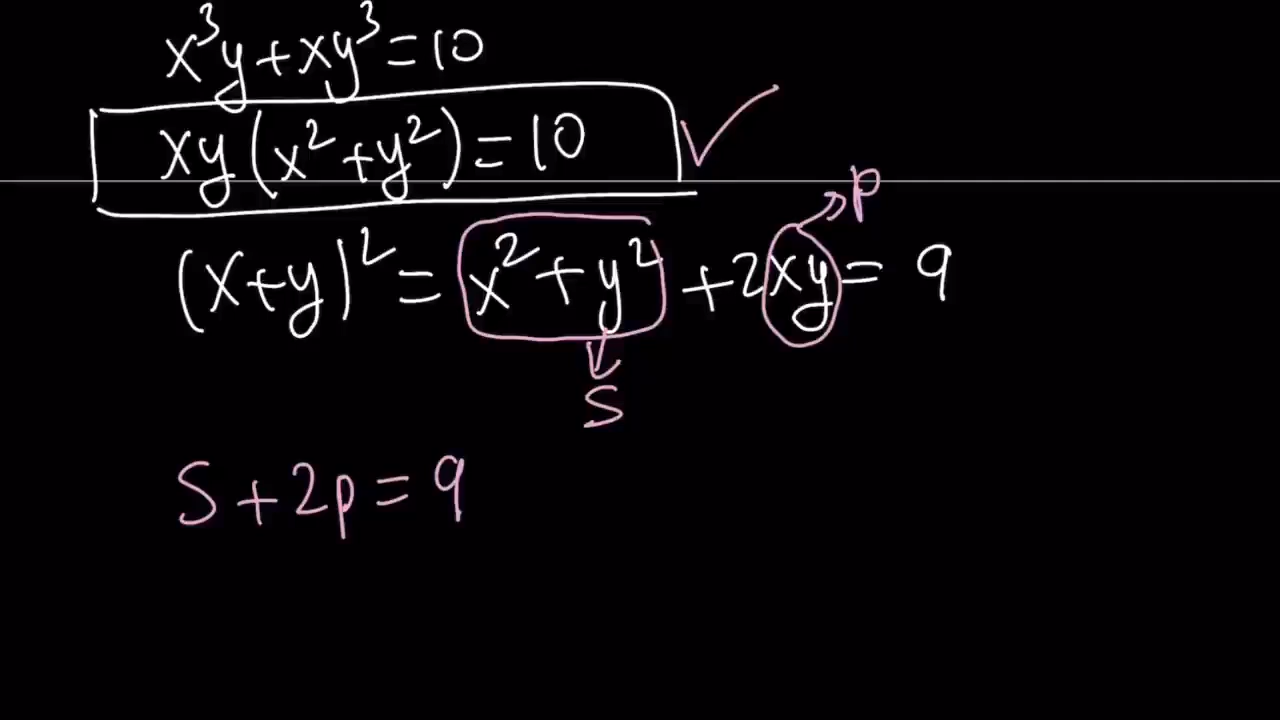 x³y+xy³=10
xy(x²+y²)=10
p
(x+y)²=x²+y²+2xy=9
S
S+2p=9